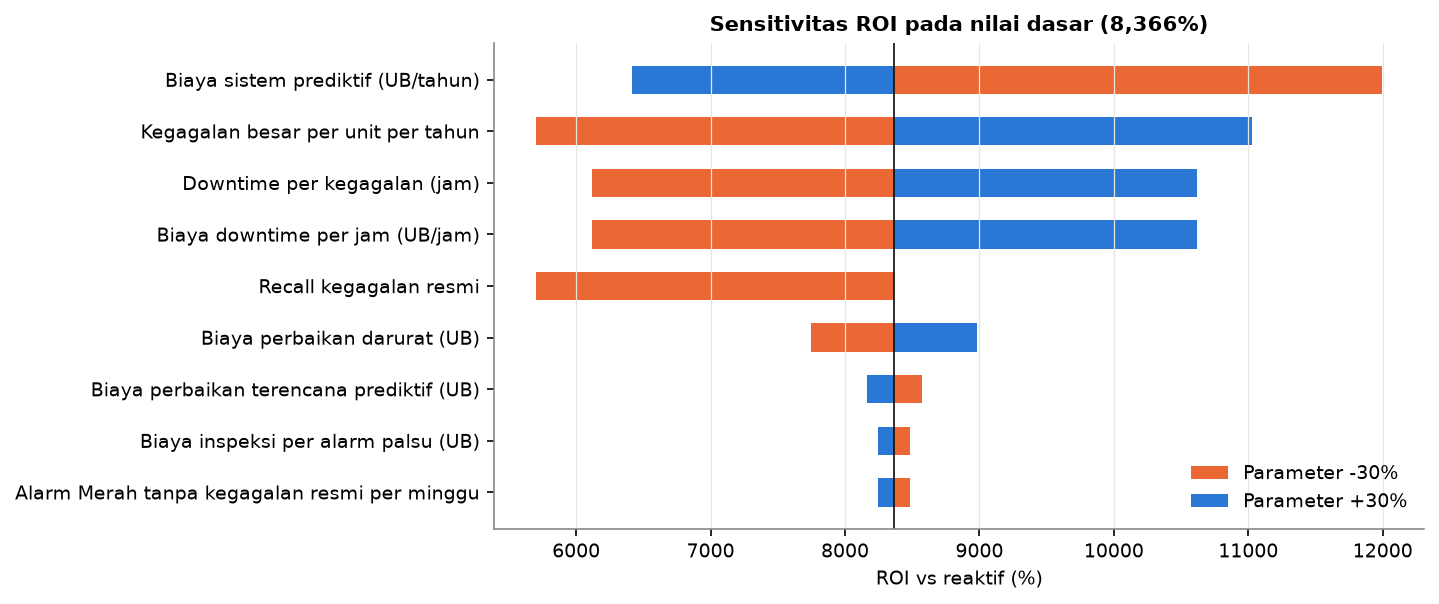 Sensitivitas ROI pada nilai dasar (8,366%)
Biaya sistem prediktif (UB/tahun)
Kegagalan besar per unit per tahun
Downtime per kegagalan (jam)
Biaya downtime per jam (UB/jam)
Recall kegagalan resmi
Biaya perbaikan darurat (UB)
Biaya perbaikan terencana prediktif (UB)
Biaya inspeksi per alarm palsu (UB)
Alarm Merah tanpa kegagalan resmi per minggu
Parameter -30%
Parameter +30%
6000 7000 8000 9000 10000 11000 12000
ROI vs reaktif (%)